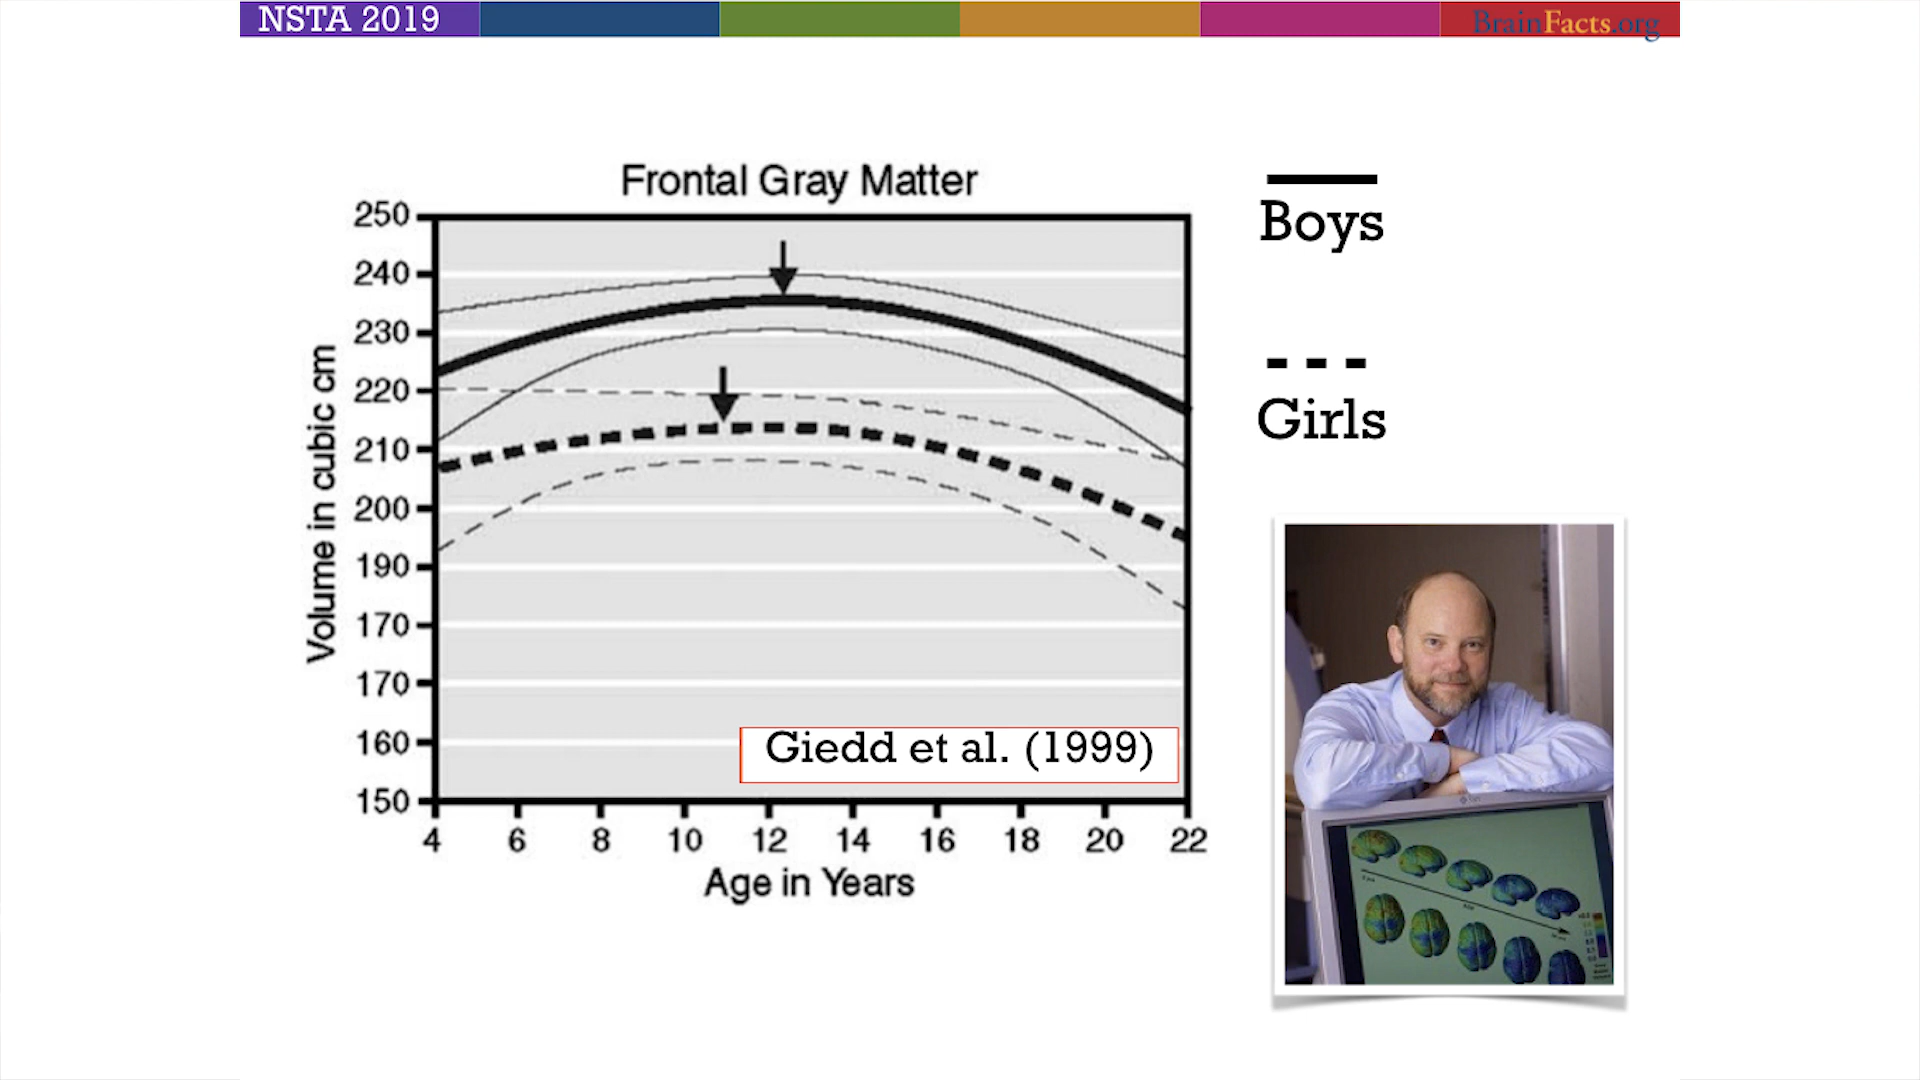 NSTA 2019
BrainFacts.org
Frontal Gray Matter
Boys
Girls
Volume in cubic cm
250
240
230
220
210
200
190
170
170
160
150
Giedd et al. (1999)
4 6 8 10 12 14 16 18 20 22
Age in Years